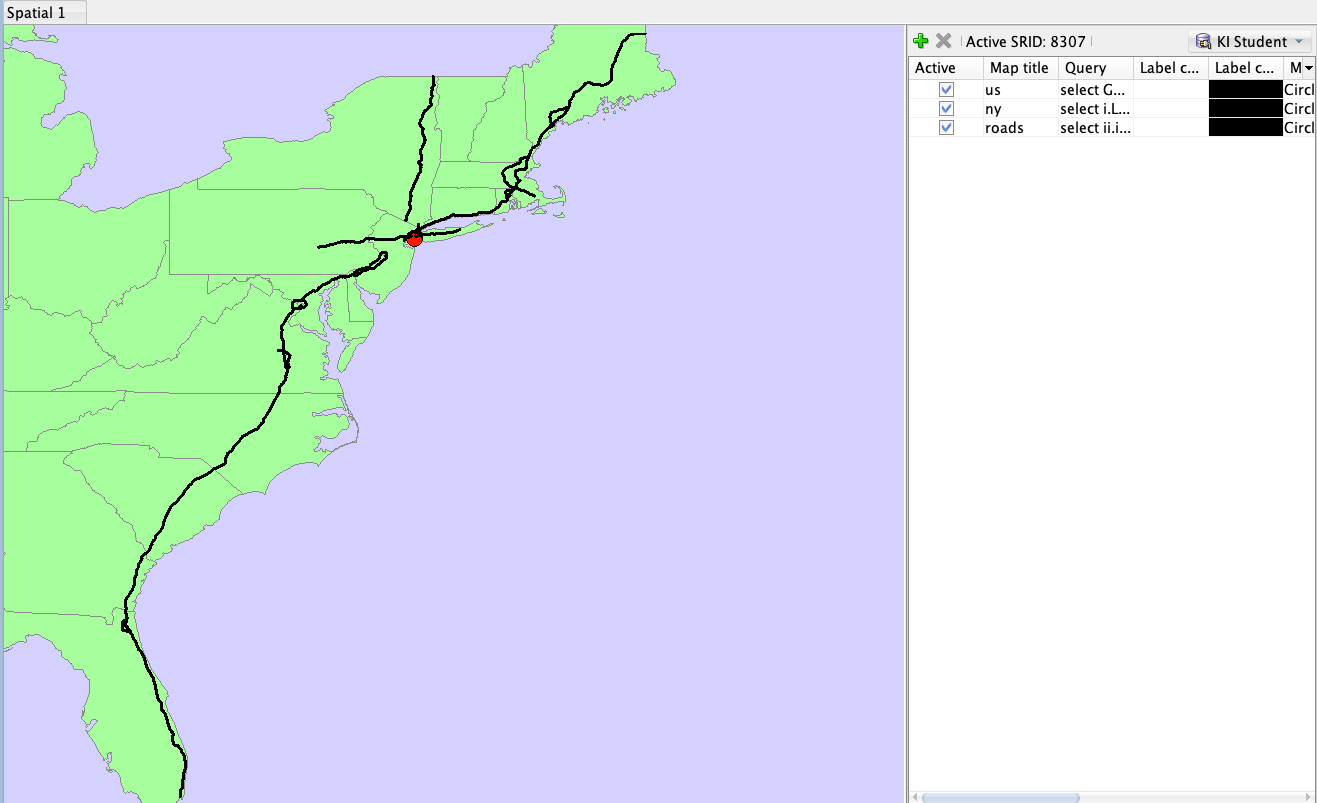 Spatial 1
Active SRID: 8307 KI Student
Active Map title Query Label c... Label c... M
us select G... Circl
ny select i.L... Circl
roads select ii.i... Circl